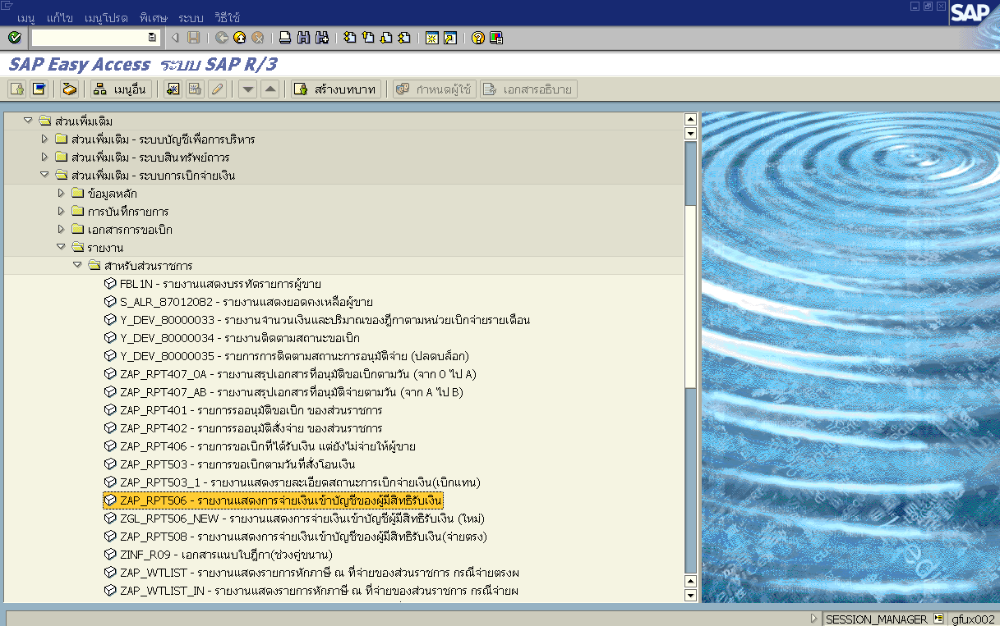 เมนู แก้ไข เมนูโปรด พิเศษ ระบบ วิธีใช้
SAP
SAP Easy Access ระบบ SAP R/3
เมนูอื่น สร้างบทบาท กำหนดผู้ใช้ เอกสารอธิบาย
ส่วนเพิ่มเติม
ส่วนเพิ่มเติม - ระบบบัญชีเพื่อการบริหาร
ส่วนเพิ่มเติม - ระบบสินทรัพย์ถาวร
ส่วนเพิ่มเติม - ระบบการเบิกจ่ายเงิน
ข้อมูลหลัก
การบันทึกรายการ
เอกสารการขอเบิก
รายงาน
สำหรับส่วนราชการ
FBL1N - รายงานแสดงบรรทัดรายการผู้ขาย
S_ALR_87012082 - รายงานแสดงยอดคงเหลือผู้ขาย
Y_DEV_80000033 - รายงานจำนวนเงินและปริมาณของฎีกาตามหน่วยเบิกจ่ายรายเดือน
Y_DEV_80000034 - รายงานติดตามสถานะขอเบิก
Y_DEV_80000035 - รายการการติดตามสถานะการอนุมัติจ่าย (ปลดบล็อก)
ZAP_RPT407_0A - รายงานสรุปเอกสารที่อนุมัติขอเบิกตามวัน (จาก 0 ไป A)
ZAP_RPT407_AB - รายงานสรุปเอกสารที่อนุมัติจ่ายตามวัน (จาก A ไป B)
ZAP_RPT401 - รายการรออนุมัติขอเบิก ของส่วนราชการ
ZAP_RPT402 - รายการรออนุมัติสั่งจ่าย ของส่วนราชการ
ZAP_RPT406 - รายการขอเบิกที่ได้รับเงิน แต่ยังไม่จ่ายให้ผู้ขาย
ZAP_RPT503 - รายการขอเบิกตามวันที่สั่งโอนเงิน
ZAP_RPT503_1 - รายงานแสดงรายละเอียดสถานะการเบิกจ่ายเงิน(เบิกแทน)
ZAP_RPT506 - รายงานแสดงการจ่ายเงินเข้าบัญชีของผู้มีสิทธิรับเงิน
ZGL_RPT506_NEW - รายงานแสดงการจ่ายเงินเข้าบัญชีผู้มีสิทธิรับเงิน (ใหม่)
ZAP_RPT508 - รายงานแสดงการจ่ายเงินเข้าบัญชีของผู้มีสิทธิรับเงิน(จ่ายตรง)
ZINF_R09 - เอกสารแนบใบฎีกา(ช่วงคู่ขนาน)
ZAP_WTLIST - รายงานแสดงรายการหักภาษี ณ ที่จ่ายของส่วนราชการ กรณีจ่ายตรงผ
ZAP_WTLIST_IN - รายงานแสดงรายการหักภาษี ณ ที่จ่ายของส่วนราชการ กรณีจ่ายผ
SESSION_MANAGER gfux002